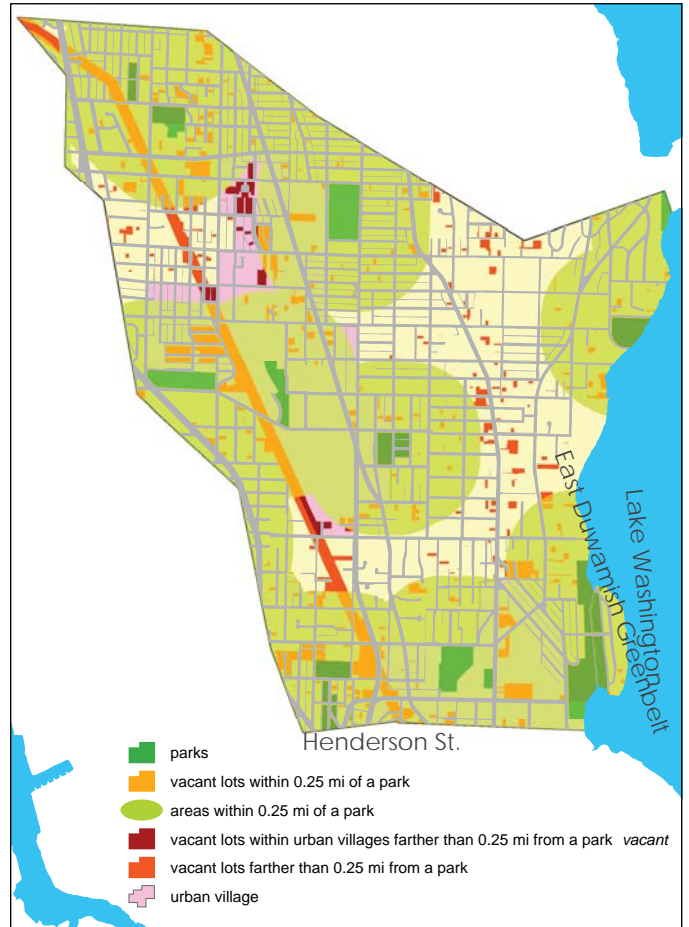 East Duwamish Greenbelt
Lake Washington
Henderson St.
parks
vacant lots within 0.25 mi of a park
areas within 0.25 mi of a park
vacant lots within urban villages farther than 0.25 mi from a park vacant
vacant lots farther than 0.25 mi from a park
urban village